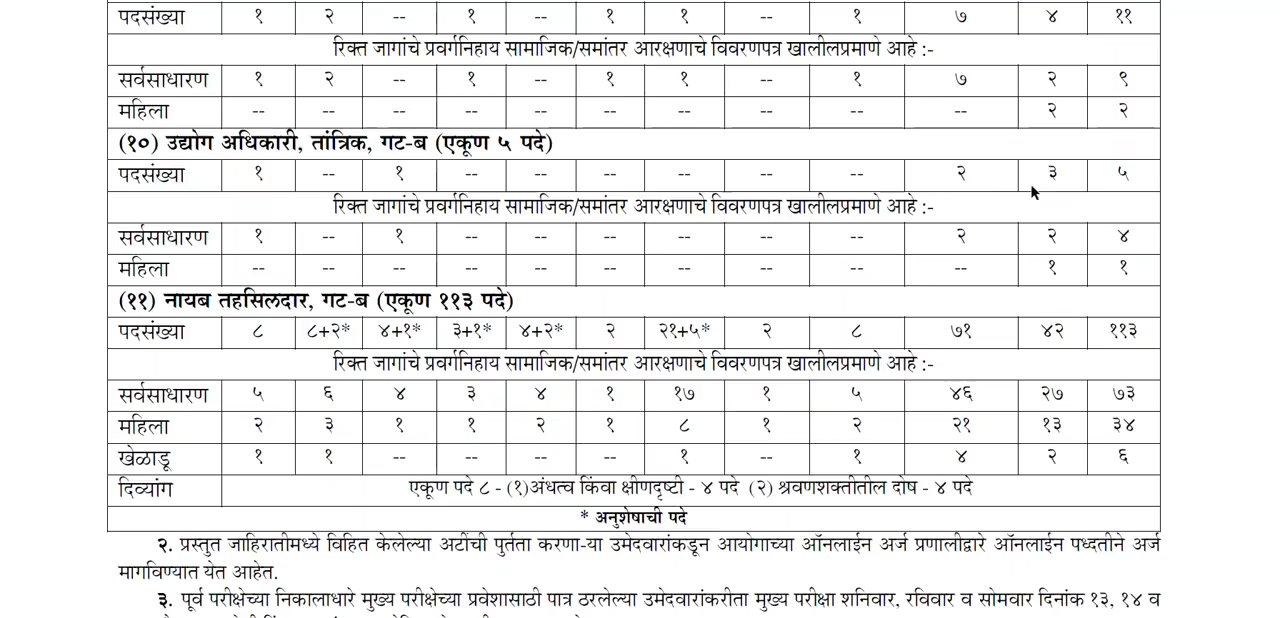 पदसंख्या १ २ -- १ -- १ १ -- १ ७ ४ ११
रिक्त जागांचे प्रवर्गनिहाय सामाजिक/समांतर आरक्षणाचे विवरणपत्र खालीलप्रमाणे आहे :-
सर्वसाधारण १ २ -- १ -- १ १ -- १ ७ २ ९
महिला -- -- -- -- -- -- -- -- -- -- २ २
(१०) उद्योग अधिकारी, तांत्रिक, गट-ब (एकूण ५ पदे)
पदसंख्या १ -- १ -- -- -- -- -- -- २ ३ ५
रिक्त जागांचे प्रवर्गनिहाय सामाजिक/समांतर आरक्षणाचे विवरणपत्र खालीलप्रमाणे आहे :-
सर्वसाधारण १ -- १ -- -- -- -- -- -- २ २ ४
महिला -- -- -- -- -- -- -- -- -- -- १ १
(११) नायब तहसिलदार, गट-ब (एकूण ११३ पदे)
पदसंख्या ८ ८+२* ४+१* ३+१* ४+२* २ २१+५* २ ८ ७१ ४२ ११३
रिक्त जागांचे प्रवर्गनिहाय सामाजिक/समांतर आरक्षणाचे विवरणपत्र खालीलप्रमाणे आहे :-
सर्वसाधारण ५ ६ ४ ३ ४ १ १७ १ ५ ४६ २७ ७३
महिला २ ३ १ १ २ १ ८ १ २ २१ १३ ३४
खेळाडू १ १ -- -- -- -- १ -- १ ४ २ ६
दिव्यांग एकूण पदे ८ - (१)अंधत्व किंवा क्षीणदृष्टी - ४ पदे (२) श्रवणशक्तीतील दोष - ४ पदे
* अनुशेषाची पदे
२. प्रस्तुत जाहिरातीमध्ये विहित केलेल्या अटींची पुर्तता करणा-या उमेदवारांकडून आयोगाच्या ऑनलाईन अर्ज प्रणालीद्वारे ऑनलाईन पध्दतीने अर्ज
मागविण्यात येत आहेत.
३. पूर्व परीक्षेच्या निकालाधारे मुख्य परीक्षेच्या प्रवेशासाठी पात्र ठरलेल्या उमेदवारांकरीता मुख्य परीक्षा शनिवार, रविवार व सोमवार दिनांक १३, १४ व